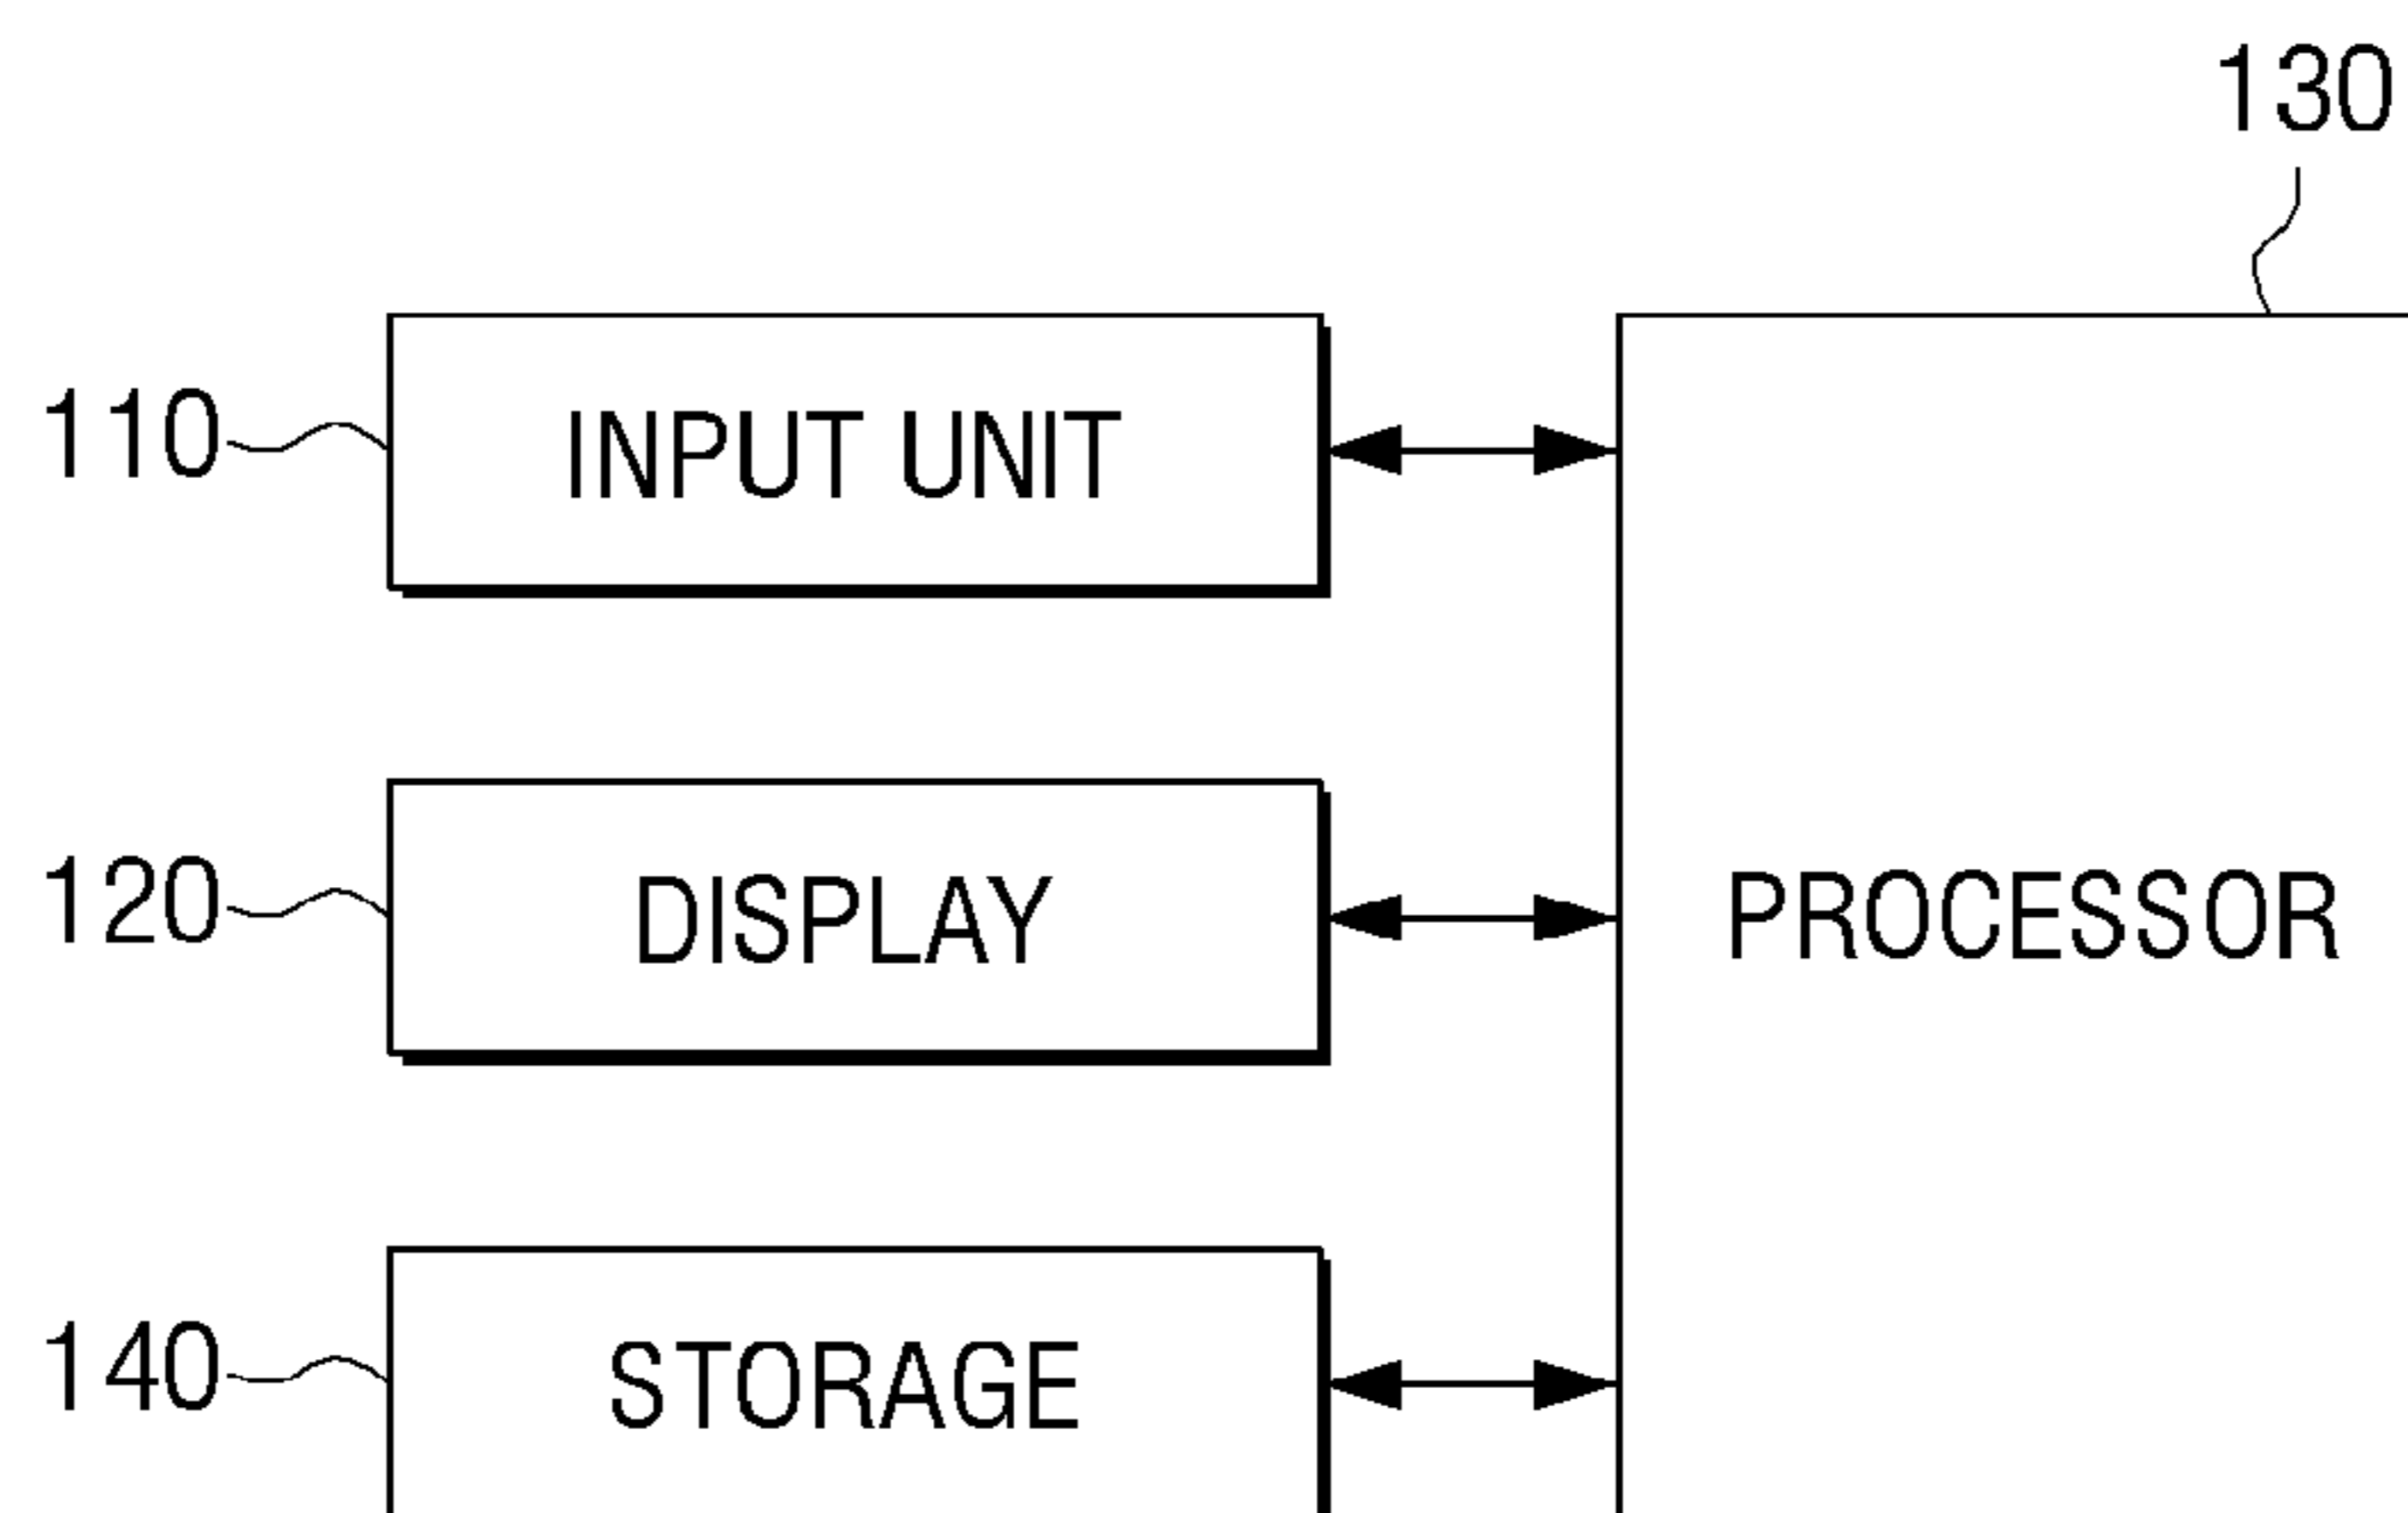 130
110
INPUT UNIT
120
DISPLAY
PROCESSOR
140
STORAGE